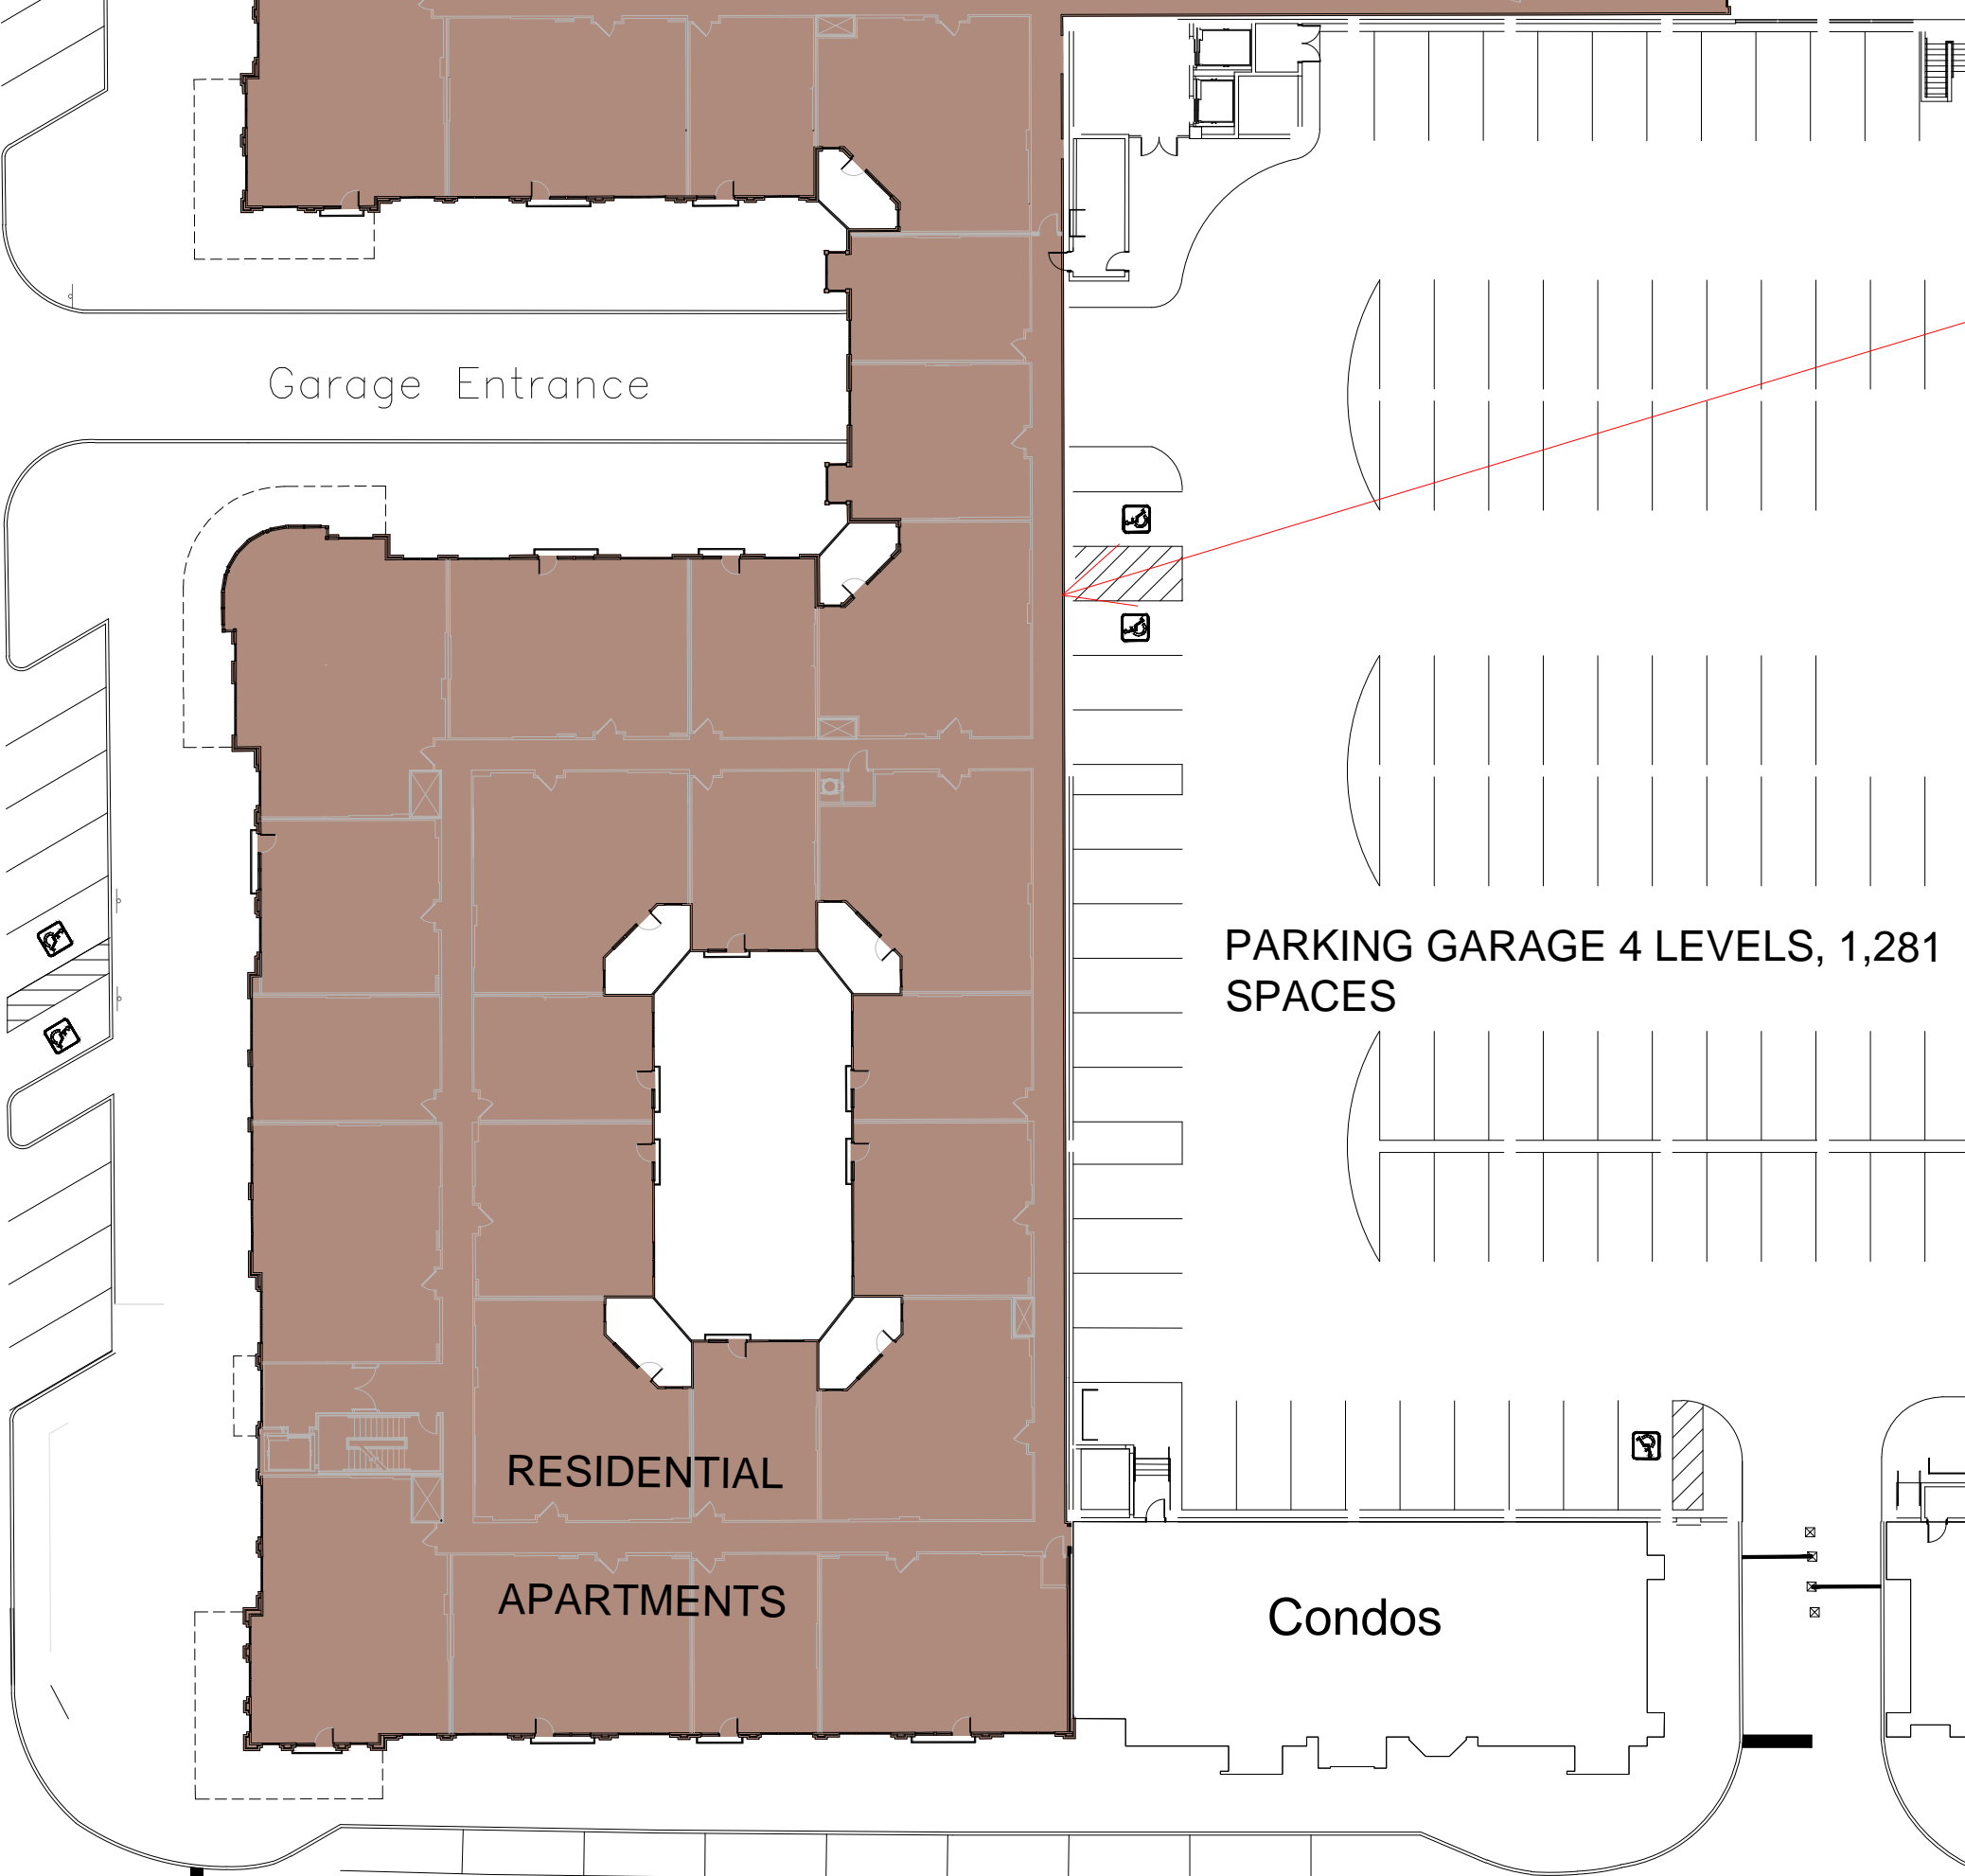 Garage Entrance
PARKING GARAGE 4 LEVELS, 1,281
SPACES
RESIDENTIAL
APARTMENTS
Condos